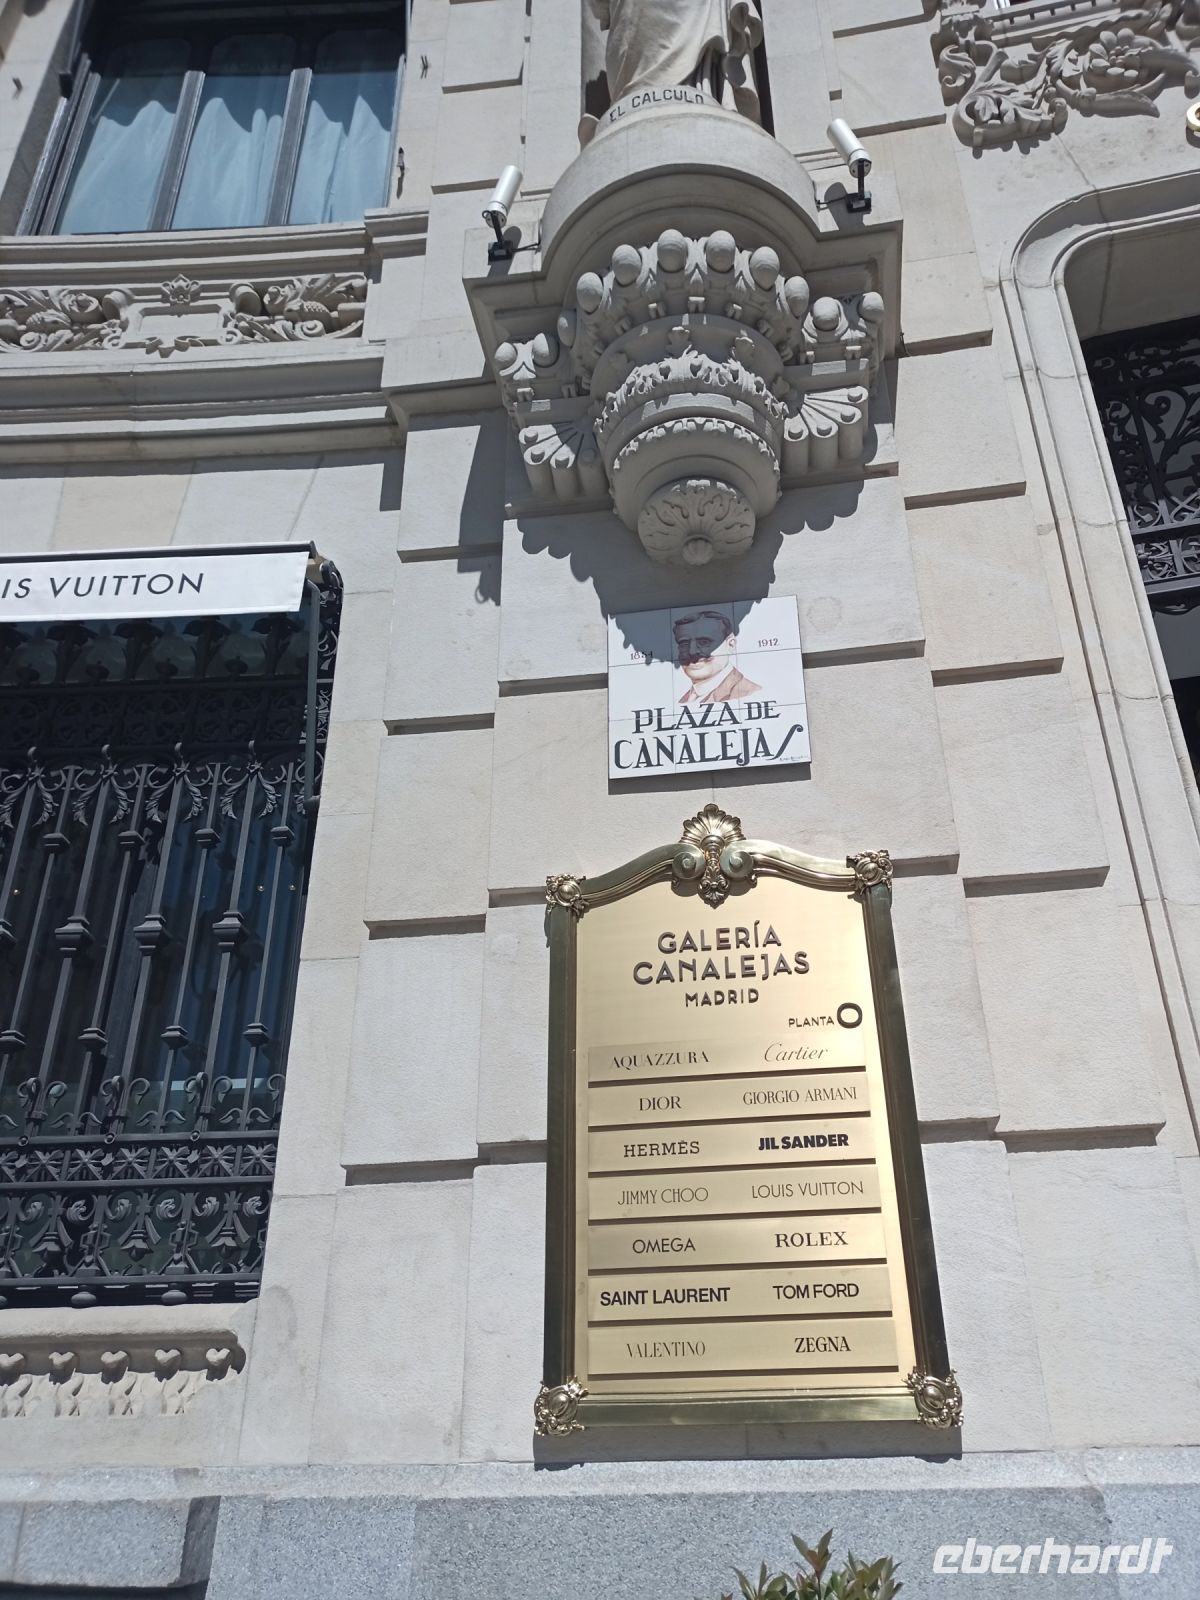 EL CALCULO
IS VUITTON
1854 1912
PLAZA DE
CANALEJAS
GALERÍA
CANALEJAS
MADRID
PLANTA 0
AQUAZZURA Cartier
DIOR GIORGIO ARMANI
HERMÈS JIL SANDER
JIMMY CHOO LOUIS VUITTON
OMEGA ROLEX
SAINT LAURENT TOM FORD
VALENTINO ZEGNA
eberhardt